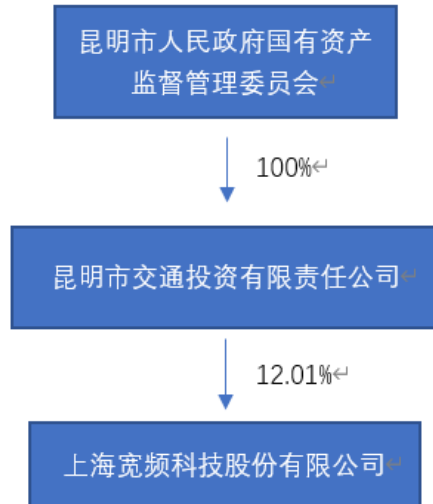 昆明市人民政府国有资产
监督管理委员会
100%
昆明市交通投资有限责任公司
12.01%
上海宽频科技股份有限公司